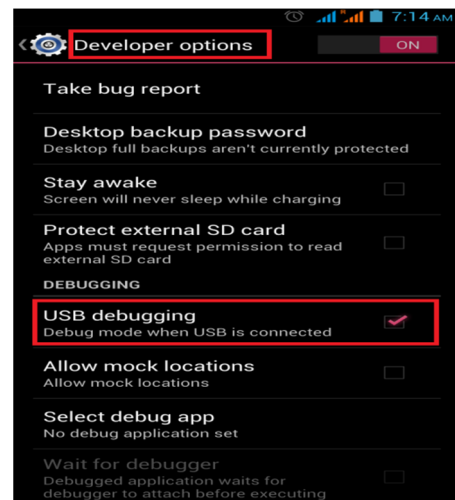 7:14 AM
Developer options
ON
Take bug report
Desktop backup password
Desktop full backups aren't currently protected
Stay awake
Screen will never sleep while charging
Protect external SD card
Apps must request permission to read
external SD card
DEBUGGING
USB debugging
Debug mode when USB is connected
Allow mock locations
Allow mock locations
Select debug app
No debug application set
Wait for debugger
Debugged application waits for
debugger to attach before executing